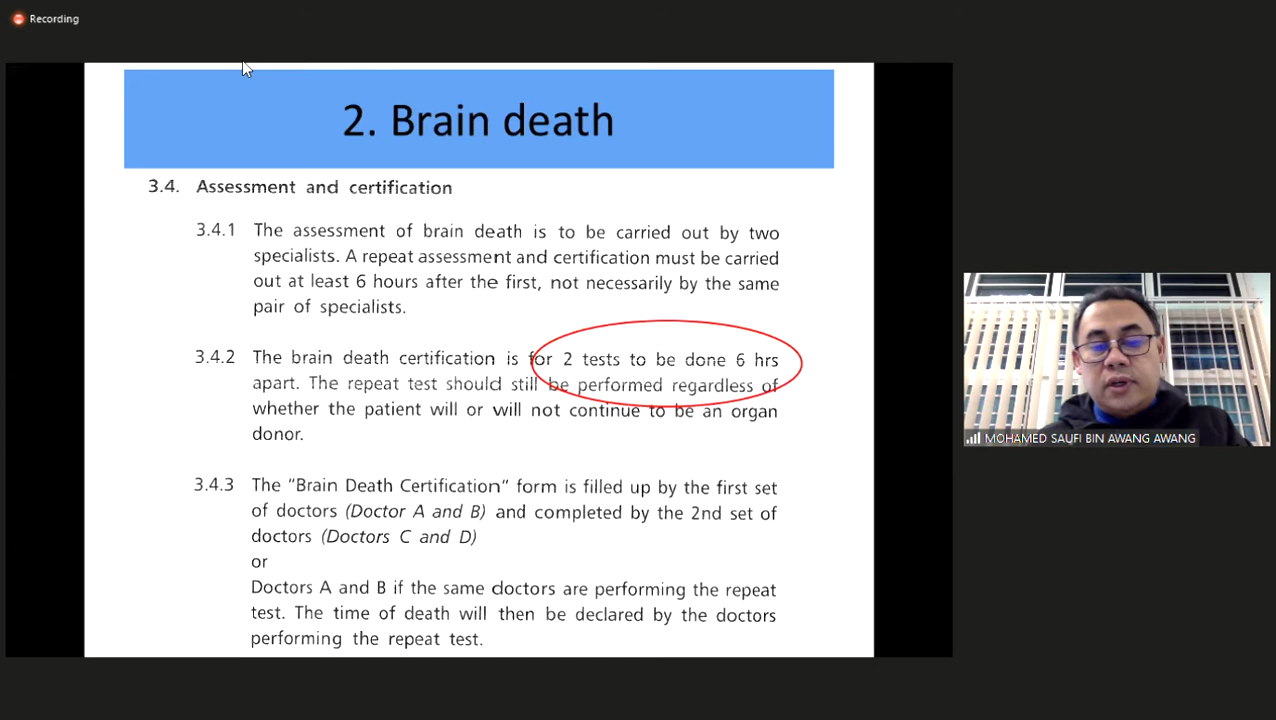 Recording
2. Brain death
3.4. Assessment and certification
3.4.1 The assessment of brain death is to be carried out by two
specialists. A repeat assessment and certification must be carried
out at least 6 hours after the first, not necessarily by the same
pair of specialists.
3.4.2 The brain death certification is for 2 tests to be done 6 hrs
apart. The repeat test should still be performed regardless of
whether the patient will or will not continue to be an organ
donor.
3.4.3 The “Brain Death Certification” form is filled up by the first set
of doctors (Doctor A and B) and completed by the 2nd set of
doctors (Doctors C and D)
or
Doctors A and B if the same doctors are performing the repeat
test. The time of death will then be declared by the doctors
performing the repeat test.
MOHAMED SAUFI BIN AWANG AWANG